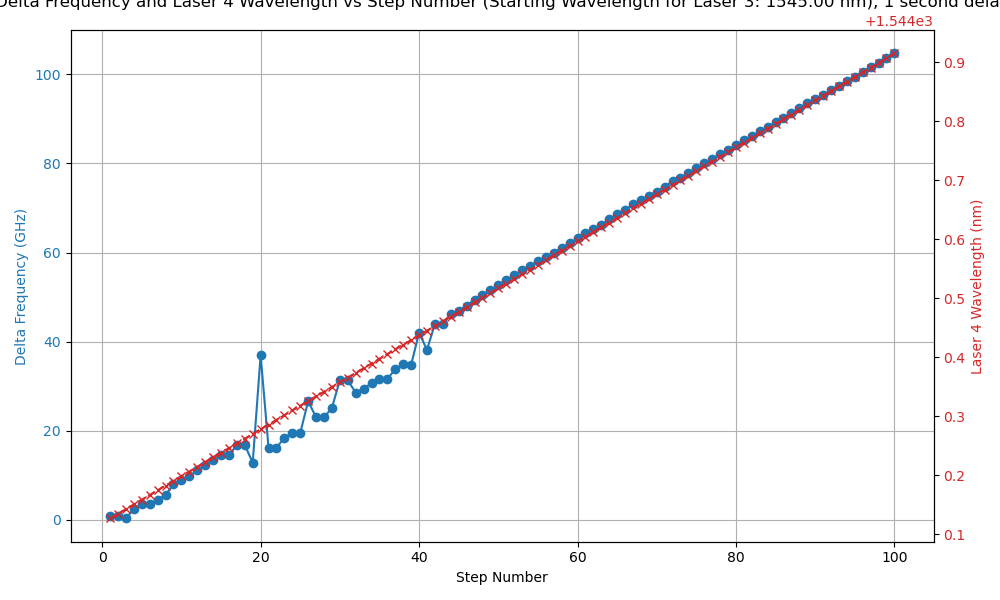 Delta Frequency and Laser 4 Wavelength vs Step Number (Starting Wavelength for Laser 3: 1545.00 nm), 1 second dela
+1.544e3
100
80
60
40
20
0
Delta Frequency (GHz)
0.9
0.8
0.7
0.6
0.5
0.4
0.3
0.2
0.1
Laser 4 Wavelength (nm)
0 20 40 60 80 100
Step Number